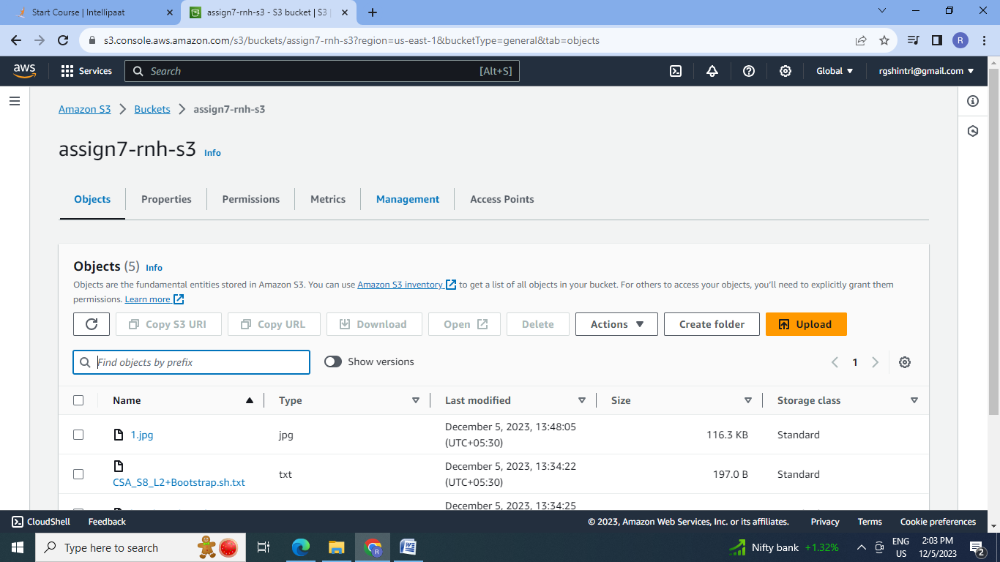 Start Course | Intellipaat
assign7-rnh-s3 - S3 bucket | S3 |
s3.console.aws.amazon.com/s3/buckets/assign7-rnh-s3?region=us-east-1&bucketType=general&tab=objects
R
aws
Services
Search
[Alt+S]
Global
rgshintri@gmail.com
Amazon S3 > Buckets > assign7-rnh-s3
assign7-rnh-s3 Info
Objects
Properties
Permissions
Metrics
Management
Access Points
Objects (5) Info
Objects are the fundamental entities stored in Amazon S3. You can use Amazon S3 inventory to get a list of all objects in your bucket. For others to access your objects, you'll need to explicitly grant them
permissions. Learn more
Copy S3 URI
Copy URL
Download
Open
Delete
Actions
Create folder
Upload
Find objects by prefix
Show versions
1
Name
Type
Last modified
Size
Storage class
1.jpg
jpg
December 5, 2023, 13:48:05
(UTC+05:30)
116.3 KB
Standard
CSA_S8_L2+Bootstrap.sh.txt
txt
December 5, 2023, 13:34:22
(UTC+05:30)
197.0 B
Standard
December 5, 2023, 13:34:25
CloudShell
Feedback
© 2023, Amazon Web Services, Inc. or its affiliates.
Privacy
Terms
Cookie preferences
Type here to search
Nifty bank +1.32%
ENG
US
2:03 PM
12/5/2023
2